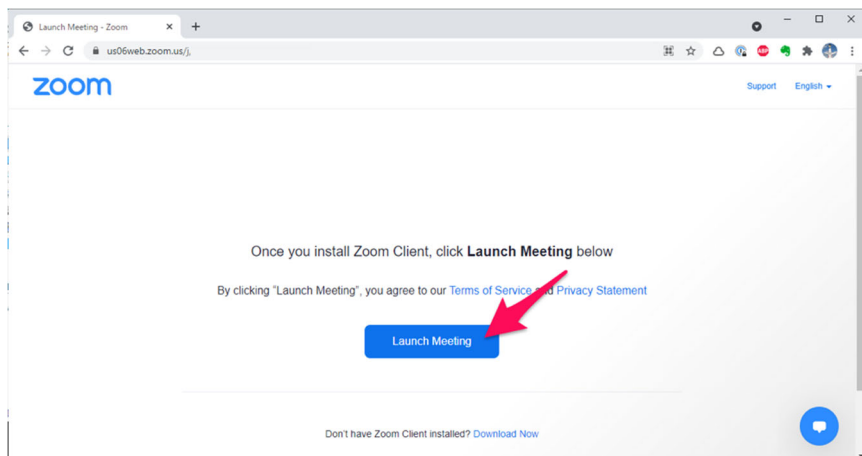 Launch Meeting - Zoom
us06web.zoom.us/j,
ABP
zoom
Support English
Once you install Zoom Client, click Launch Meeting below
By clicking "Launch Meeting", you agree to our Terms of Service and Privacy Statement
Launch Meeting
Don't have Zoom Client installed? Download Now